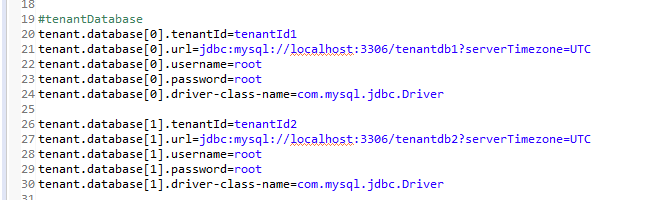 18
19 #tenantDatabase
20 tenant.database[0].tenantId=tenantId1
21 tenant.database[0].url=jdbc:mysql://localhost:3306/tenantdb1?serverTimezone=UTC
22 tenant.database[0].username=root
23 tenant.database[0].password=root
24 tenant.database[0].driver-class-name=com.mysql.jdbc.Driver
25
26 tenant.database[1].tenantId=tenantId2
27 tenant.database[1].url=jdbc:mysql://localhost:3306/tenantdb2?serverTimezone=UTC
28 tenant.database[1].username=root
29 tenant.database[1].password=root
30 tenant.database[1].driver-class-name=com.mysql.jdbc.Driver
31